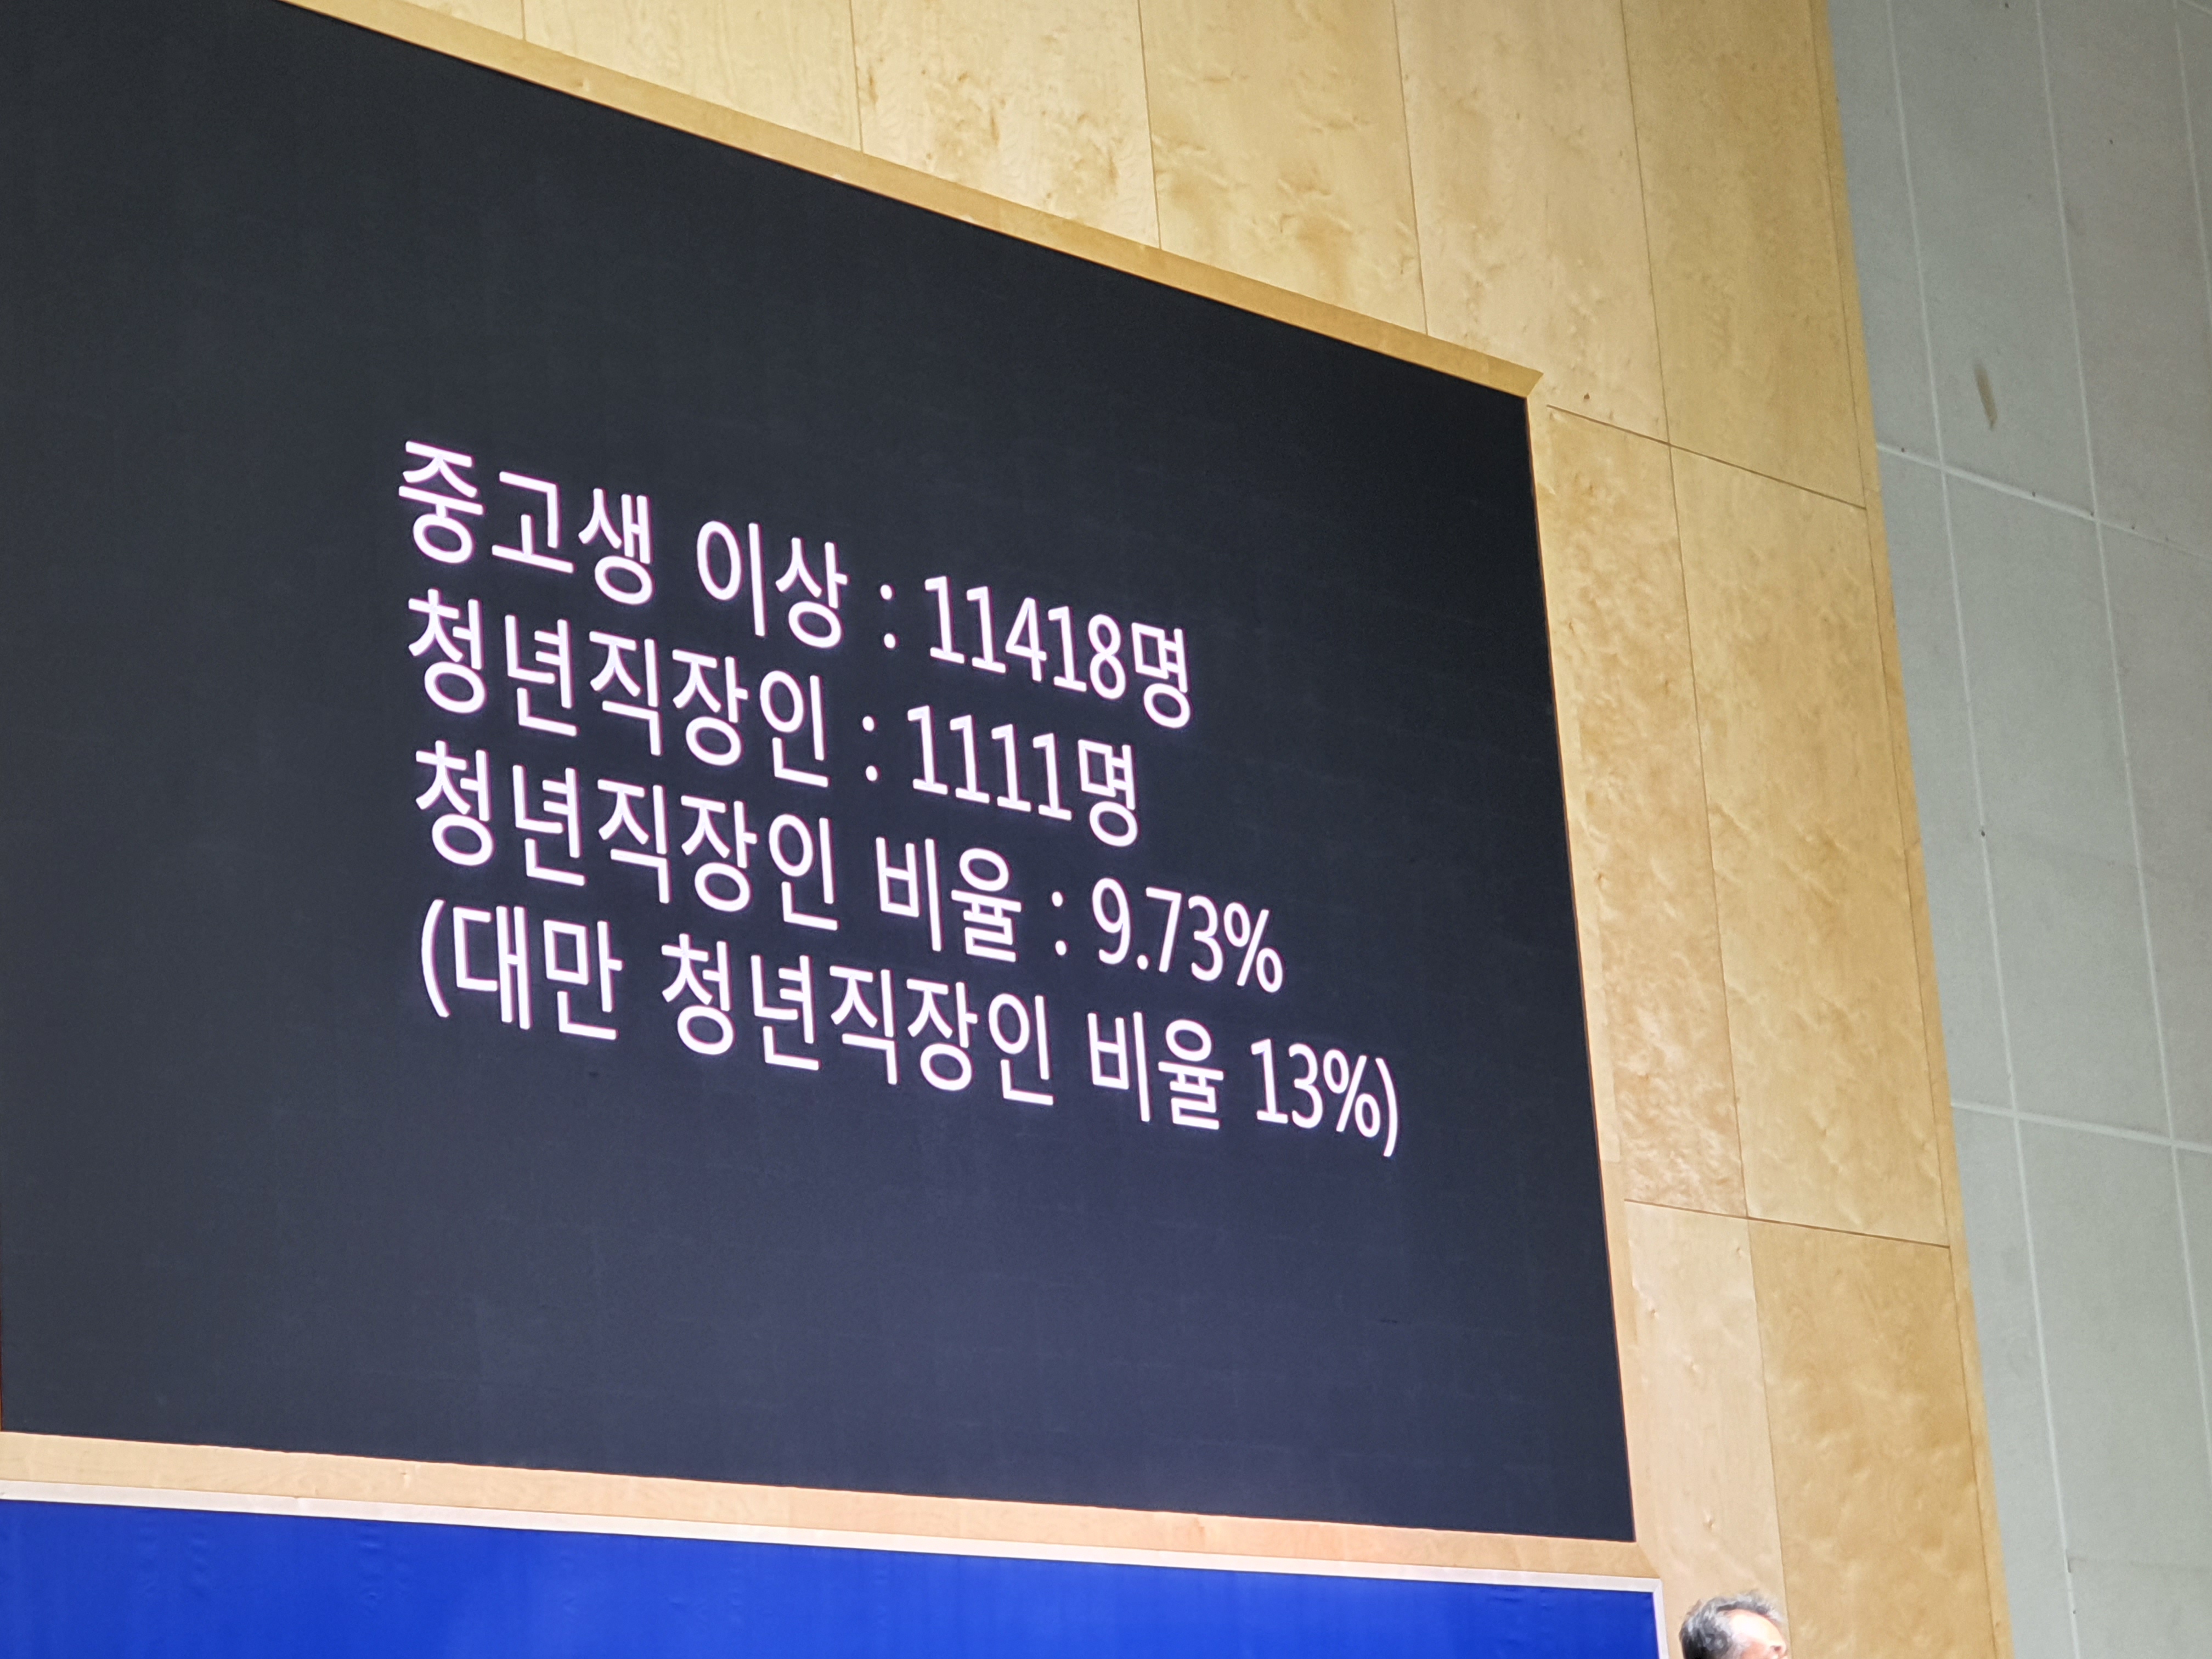 중고생 이상 : 11418명
청년직장인 : 1111명
청년직장인 비율 : 9.73%
(대만 청년직장인 비율 13%)